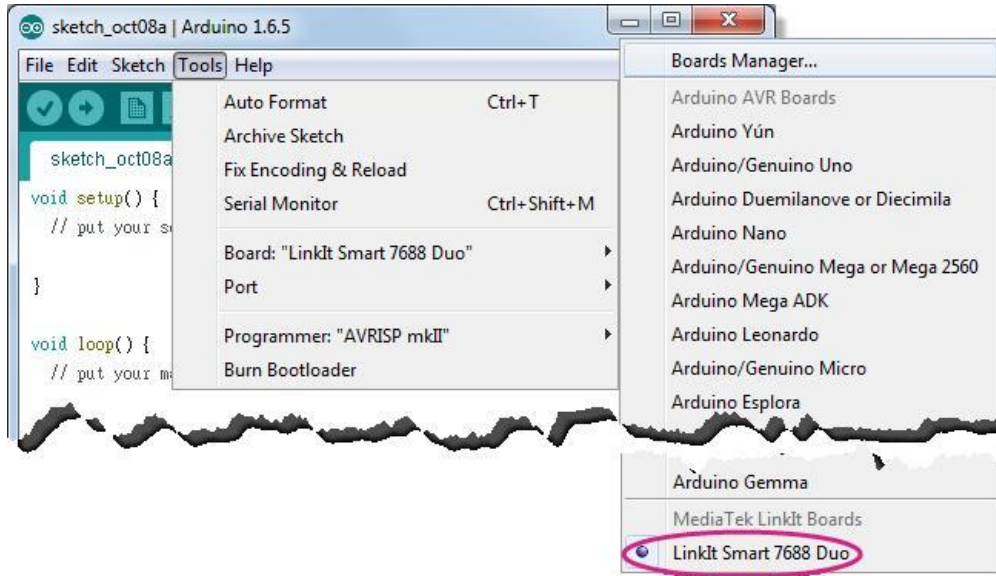 sketch_oct08a | Arduino 1.6.5
File Edit Sketch Tools Help
sketch_oct08a
void setup() {
// put your s
}
void loop() {
// put your m
Auto Format Ctrl+T
Archive Sketch
Fix Encoding & Reload
Serial Monitor Ctrl+Shift+M
Board: "LinkIt Smart 7688 Duo"
Port
Programmer: "AVRISP mkII"
Burn Bootloader
Boards Manager...
Arduino AVR Boards
Arduino Yún
Arduino/Genuino Uno
Arduino Duemilanove or Diecimila
Arduino Nano
Arduino/Genuino Mega or Mega 2560
Arduino Mega ADK
Arduino Leonardo
Arduino/Genuino Micro
Arduino Esplora
Arduino Gemma
MediaTek LinkIt Boards
LinkIt Smart 7688 Duo